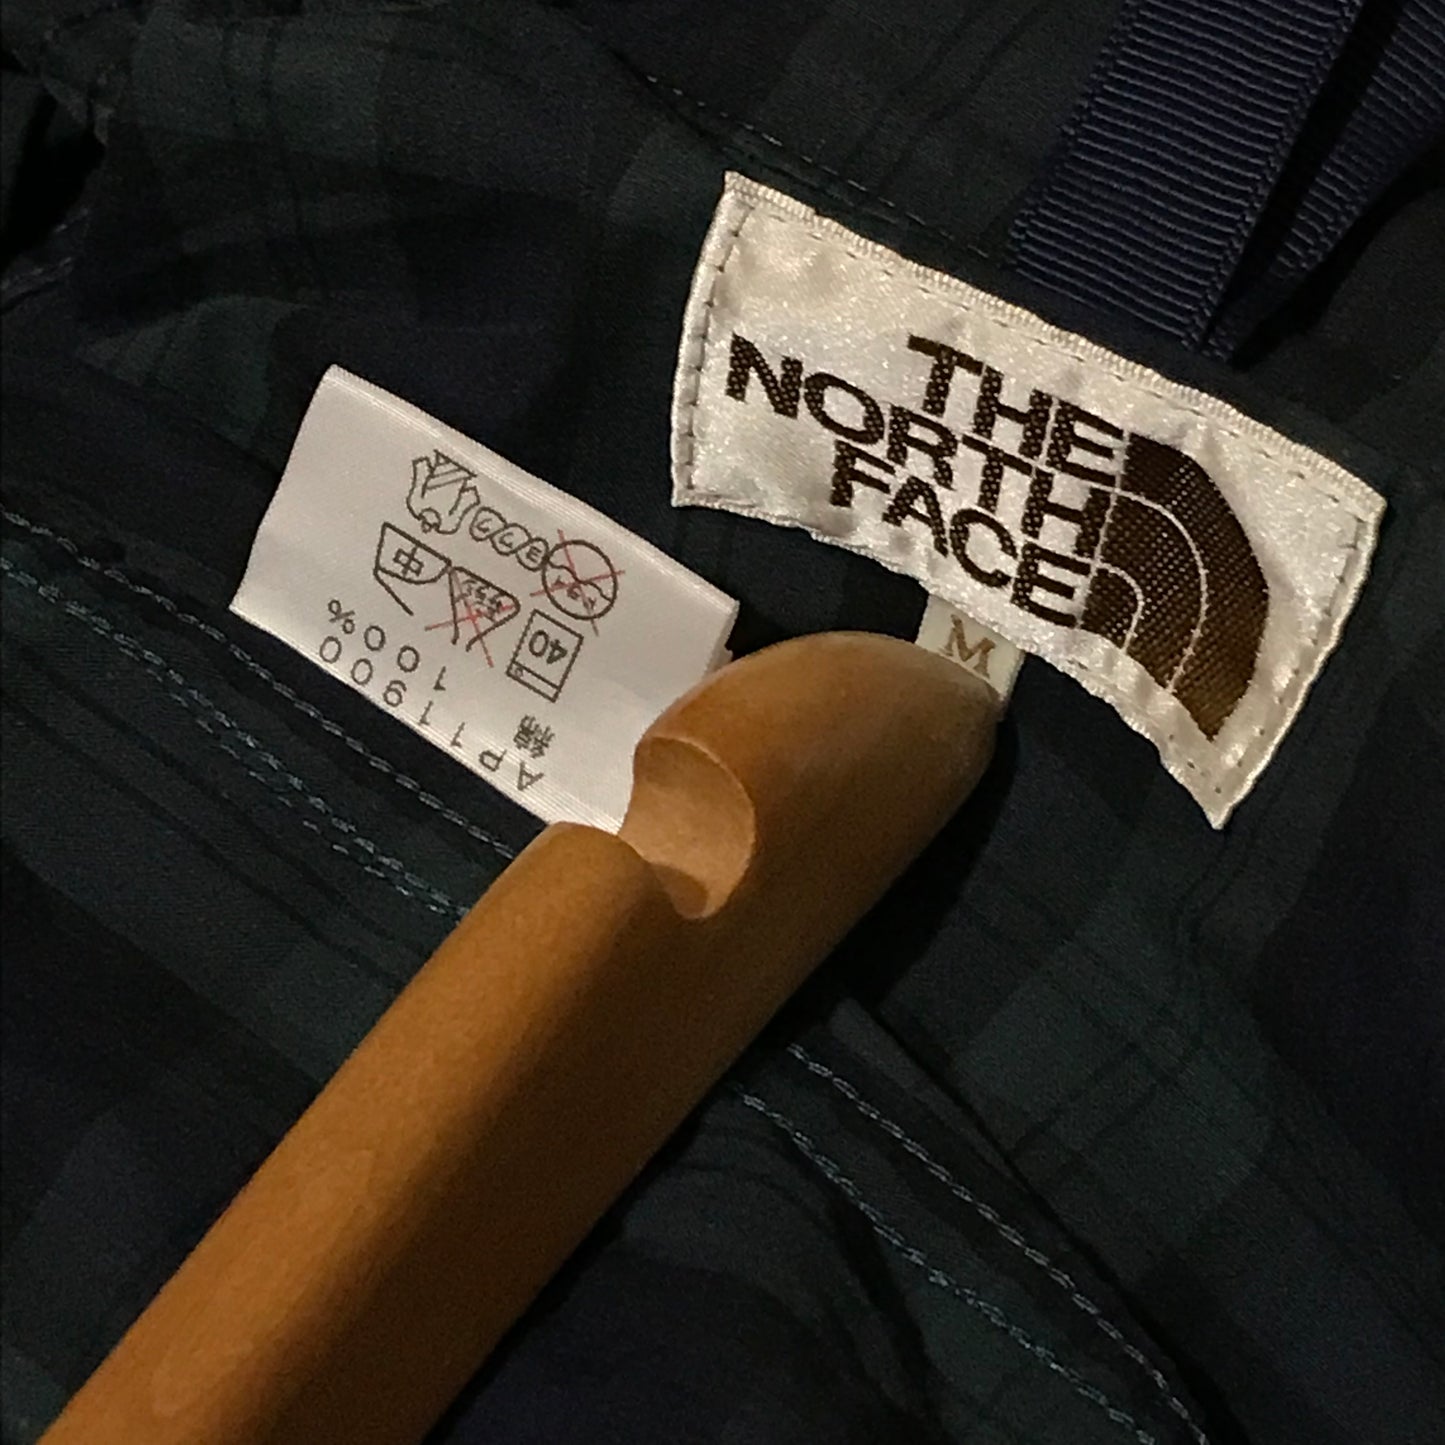 THE
NORTH
FACE
M
AP11900
綿 100%
40
中